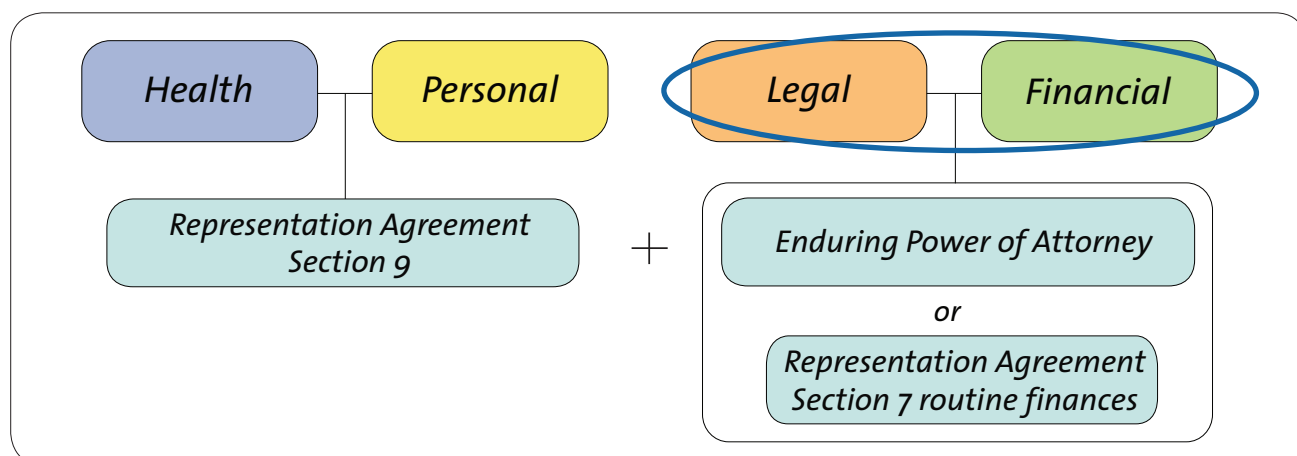 Health
Personal
Legal
Financial
Representation Agreement
Section 9
+
Enduring Power of Attorney
or
Representation Agreement
Section 7 routine finances